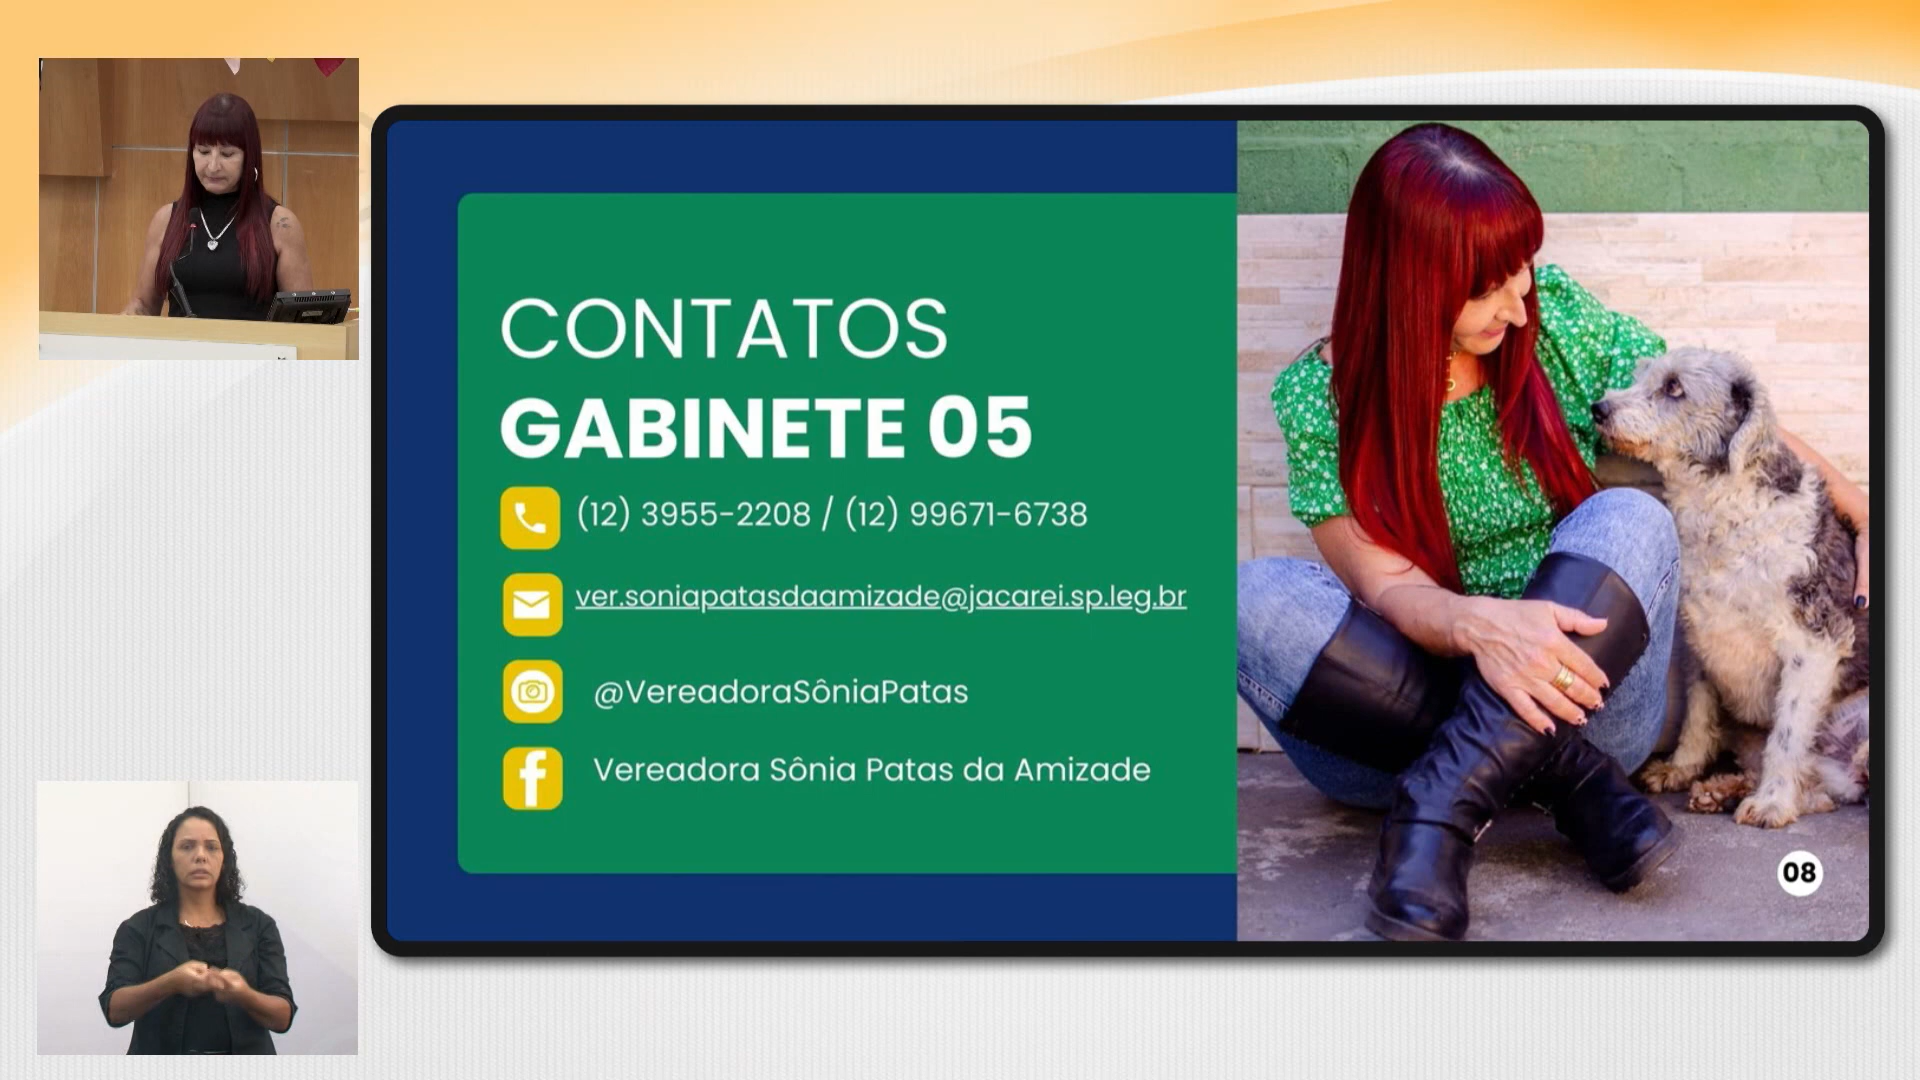 CONTATOS
GABINETE 05
(12) 3955-2208 / (12) 99671-6738
ver.soniapatasdaamizade@jacarei.sp.leg.br
@VereadoraSôniaPatas
Vereadora Sônia Patas da Amizade
08